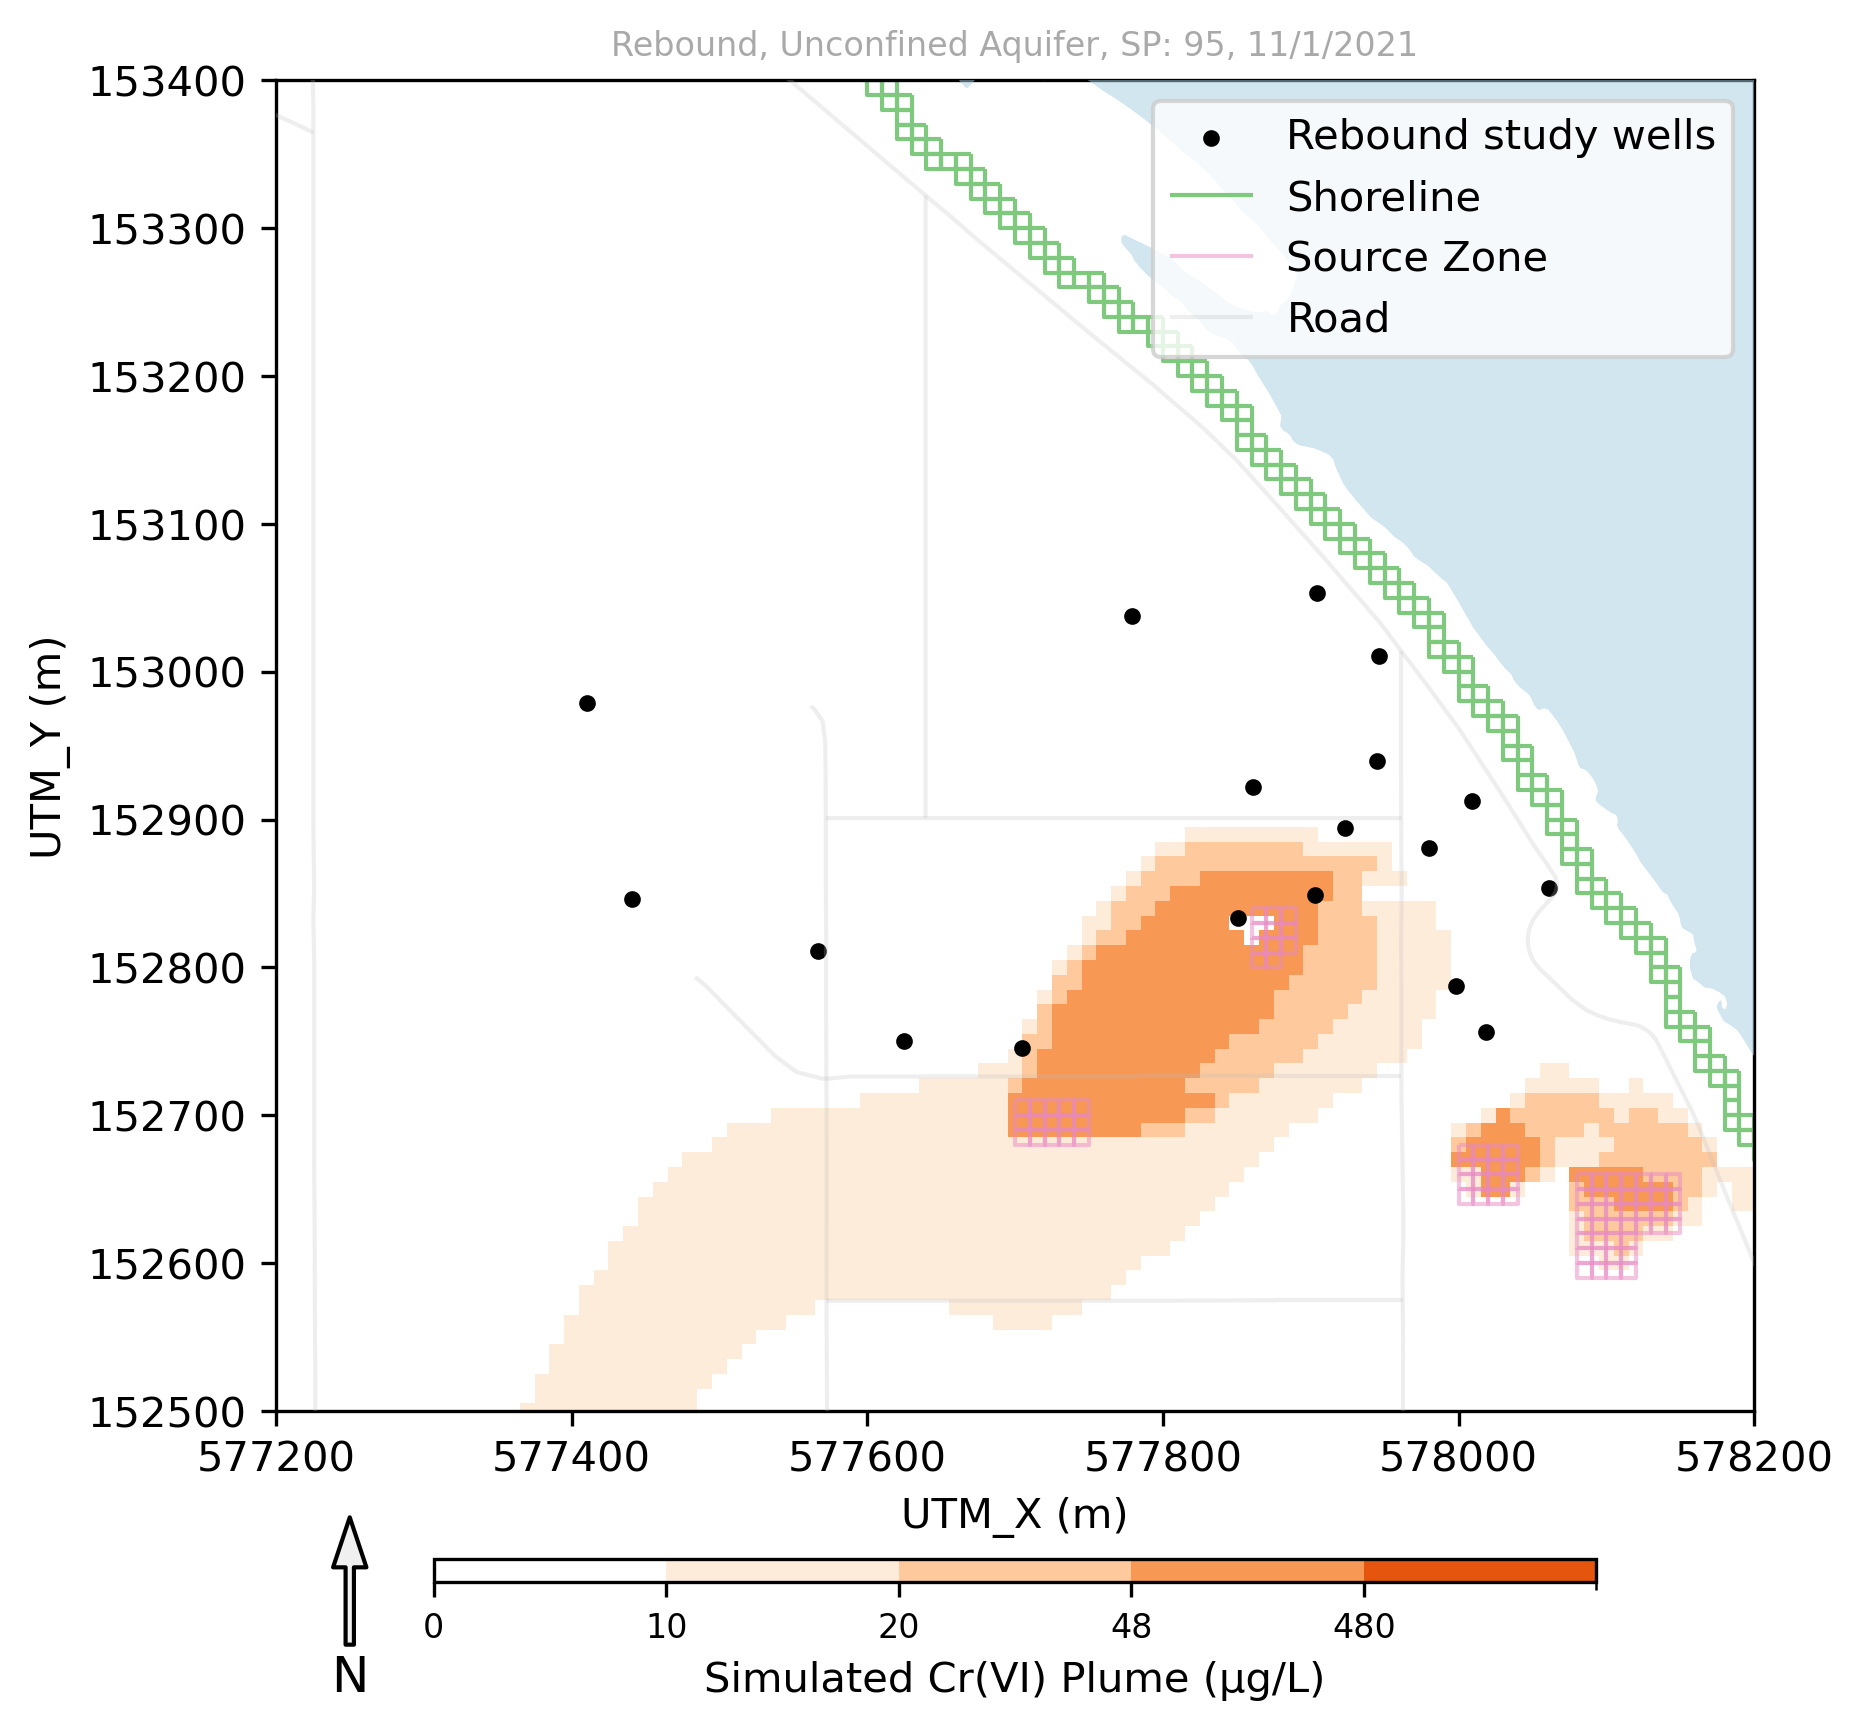 Rebound, Unconfined Aquifer, SP: 95, 11/1/2021
153400
153300
153200
153100
153000
152900
152800
152700
152600
152500
UTM_Y (m)
Rebound study wells
Shoreline
Source Zone
Road
577200 577400 577600 577800 578000 578200
UTM_X (m)
N
0 10 20 48 480
Simulated Cr(VI) Plume (μg/L)